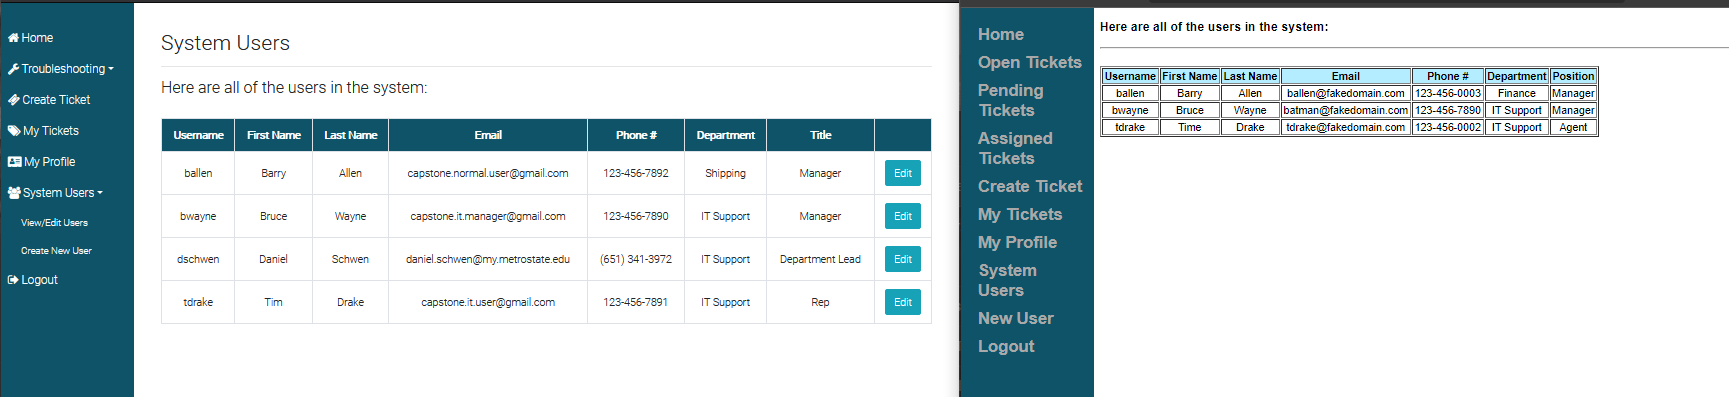 Home
Troubleshooting
Create Ticket
My Tickets
My Profile
System Users
View/Edit Users
Create New User
Logout
System Users
Here are all of the users in the system:
Username First Name Last Name Email Phone # Department Title
ballen Barry Allen capstone.normal.user@gmail.com 123-456-7892 Shipping Manager Edit
bwayne Bruce Wayne capstone.it.manager@gmail.com 123-456-7890 IT Support Manager Edit
dschwen Daniel Schwen daniel.schwen@my.metrostate.edu (651) 341-3972 IT Support Department Lead Edit
tdrake Tim Drake capstone.it.user@gmail.com 123-456-7891 IT Support Rep Edit
Home
Open Tickets
Pending
Tickets
Assigned
Tickets
Create Ticket
My Tickets
My Profile
System
Users
New User
Logout
Here are all of the users in the system:
Username First Name Last Name Email Phone # Department Position
ballen Barry Allen ballen@fakedomain.com 123-456-0003 Finance Manager
bwayne Bruce Wayne batman@fakedomain.com 123-456-7890 IT Support Manager
tdrake Time Drake tdrake@fakedomain.com 123-456-0002 IT Support Agent